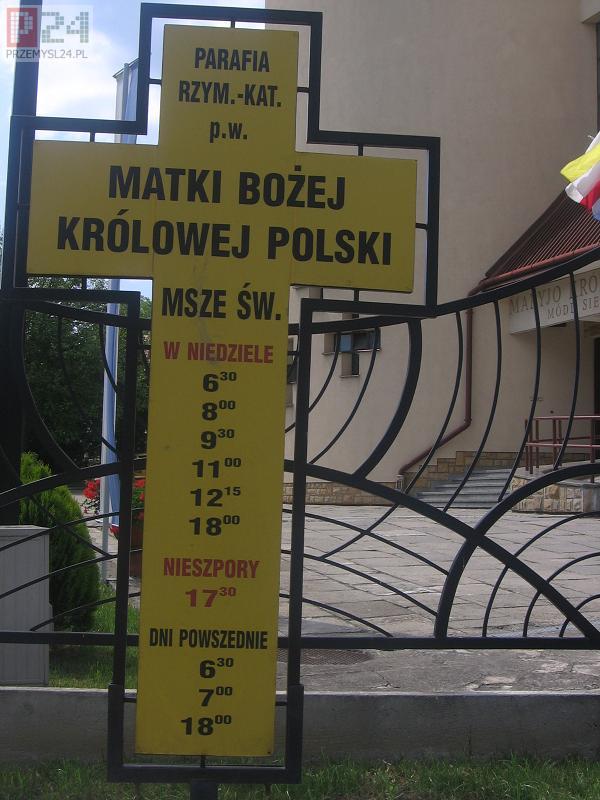 P24
PRZEMYSL24.PL
PARAFIA
RZYM.-KAT.
p.w.
MATKI BOŻEJ
KRÓLOWEJ POLSKI
MSZE ŚW.
W NIEDZIELE
6³⁰
8⁰⁰
9³⁰
11⁰⁰
12¹⁵
18⁰⁰
NIESZPORY
17³⁰
DNI POWSZEDNIE
6³⁰
7⁰⁰
18⁰⁰